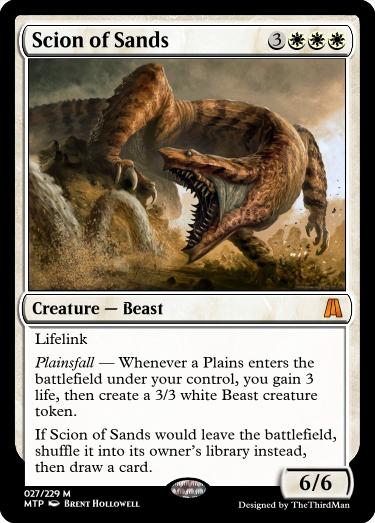 Scion of Sands 3
Creature — Beast
Lifelink
Plainsfall — Whenever a Plains enters the
battlefield under your control, you gain 3
life, then create a 3/3 white Beast creature
token.
If Scion of Sands would leave the battlefield,
shuffle it into its owner's library instead,
then draw a card.
6/6
027/229 M
MTP Brent Hollowell
Designed by TheThirdMan